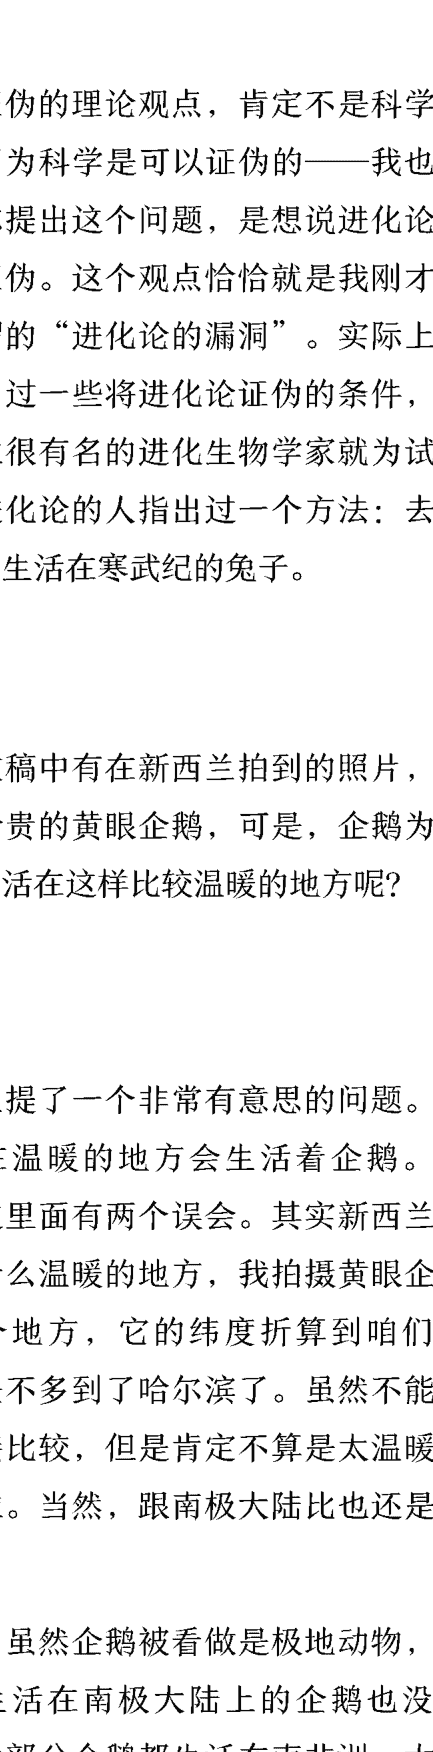 伪的理论观点，肯定不是科学
为科学是可以证伪的——我也
提出这个问题，是想说进化论
伪。这个观点恰恰就是我刚才
的“进化论的漏洞”。实际上
过一些将进化论证伪的条件，
很有名的进化生物学家就为试
化论的人指出过一个方法：去
生活在寒武纪的兔子。
稿中有在新西兰拍到的照片，
贵的黄眼企鹅，可是，企鹅为
活在这样比较温暖的地方呢？
提了一个非常有意思的问题。
温暖的地方会生活着企鹅。
里面有两个误会。其实新西兰
么温暖的地方，我拍摄黄眼企
地方，它的纬度折算到咱们
不多到了哈尔滨了。虽然不能
比较，但是肯定不算是太温暖
。当然，跟南极大陆比也还是
虽然企鹅被看做是极地动物，
生活在南极大陆上的企鹅也没